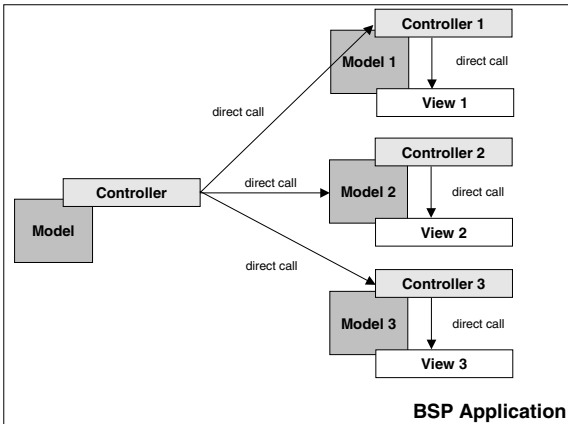 Controller 1
Model 1
direct call
View 1
direct call
Controller 2
Controller
direct call
Model 2
direct call
Model
View 2
direct call
Controller 3
Model 3
direct call
View 3
BSP Application